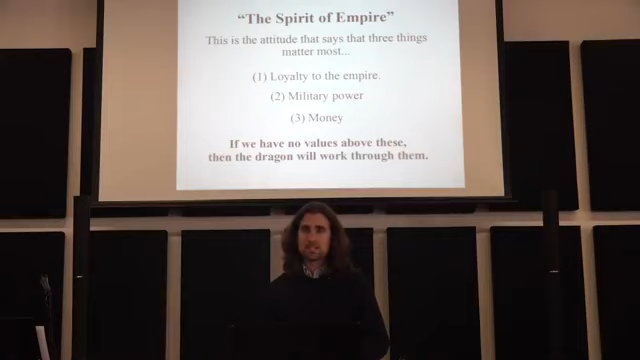 “The Spirit of Empire”
This is the attitude that says that three things
matter most...
(1) Loyalty to the empire.
(2) Military power
(3) Money
If we have no values above these,
then the dragon will work through them.